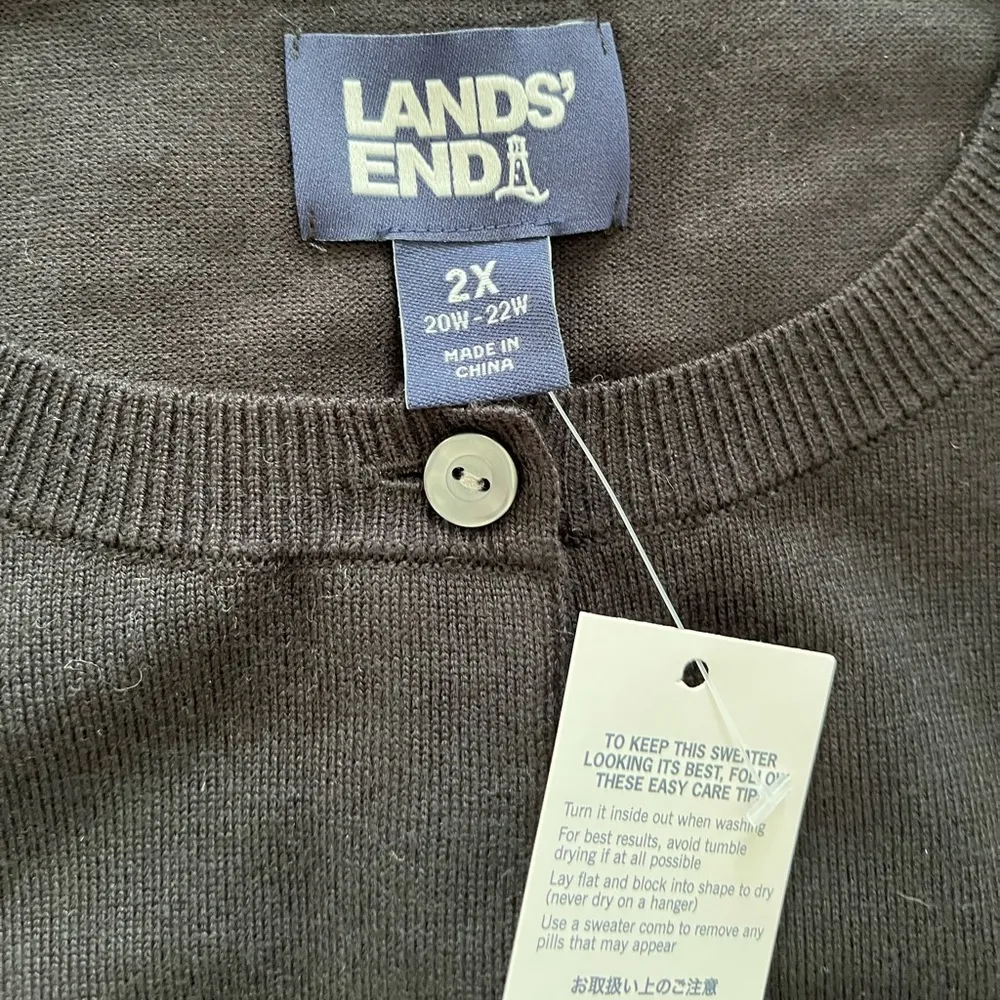 LANDS'
END
2X
20W-22W
MADE IN
CHINA
TO KEEP THIS SWEATER
LOOKING ITS BEST, FOLLOW
THESE EASY CARE TIPS
Turn it inside out when washing
For best results, avoid tumble
drying if at all possible
Lay flat and block into shape to dry
(never dry on a hanger)
Use a sweater comb to remove any
pills that may appear
お取扱い上のご注意